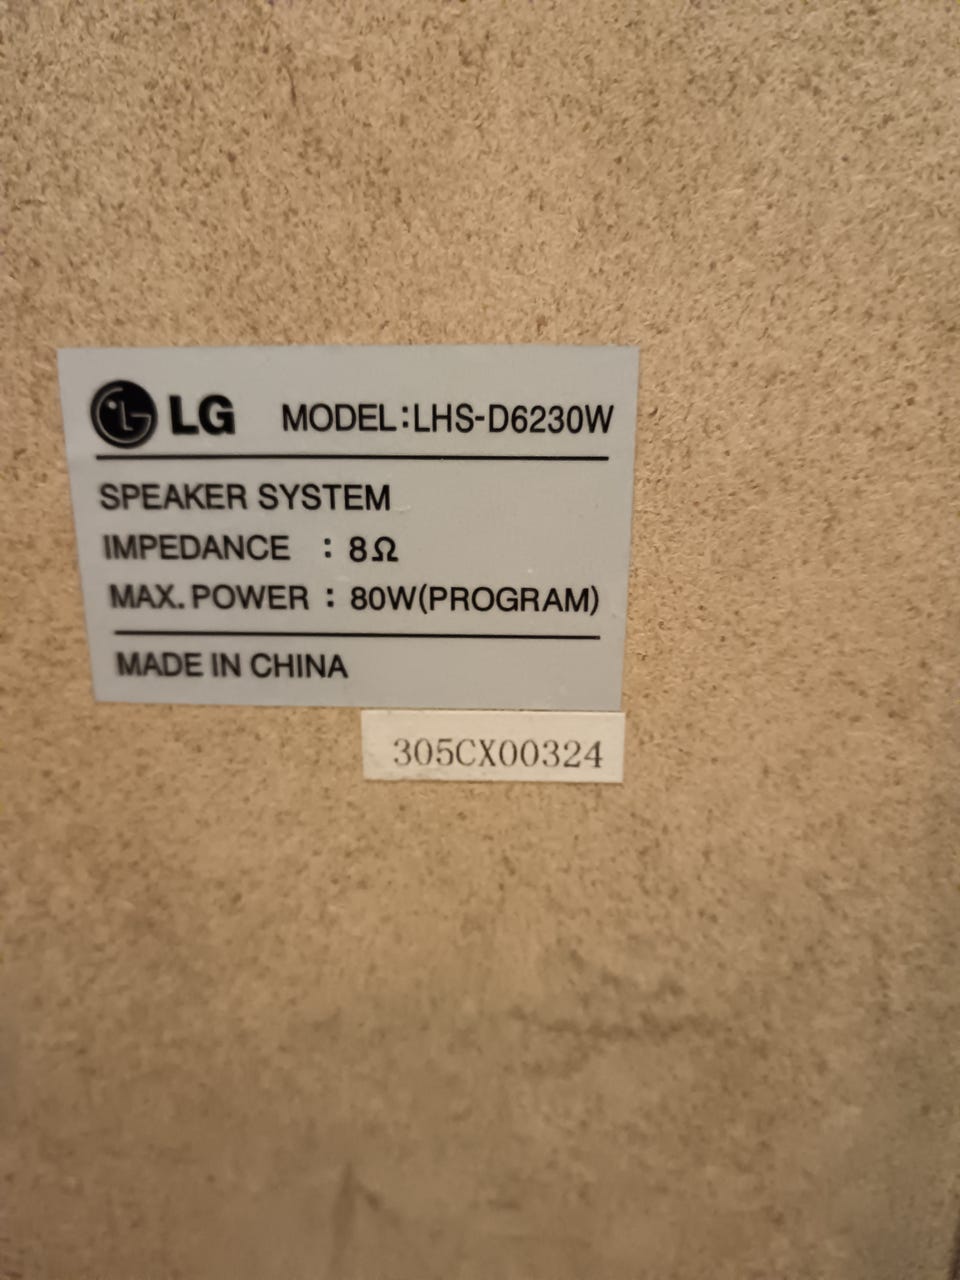 LG MODEL:LHS-D6230W
SPEAKER SYSTEM
IMPEDANCE : 8Ω
MAX. POWER : 80W(PROGRAM)
MADE IN CHINA
305CX00324